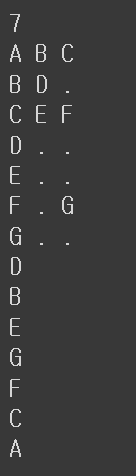 7
A B C
B D .
C E F
D . .
E . .
F . G
G . .
D
B
E
G
F
C
A